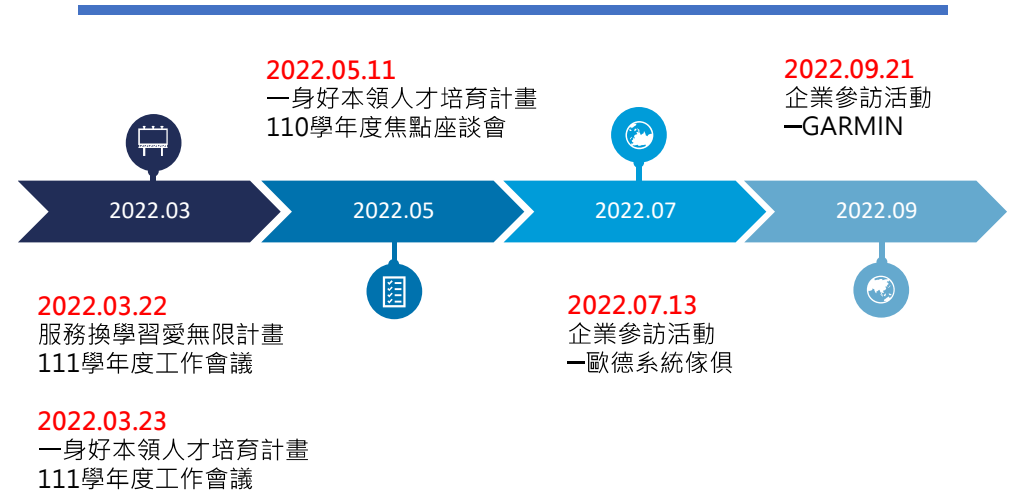 2022.05.11
一身好本領人才培育計畫
110學年度焦點座談會
2022.09.21
企業參訪活動
─GARMIN
2022.03
2022.05
2022.07
2022.09
2022.03.22
服務換學習愛無限計畫
111學年度工作會議
2022.03.23
一身好本領人才培育計畫
111學年度工作會議
2022.07.13
企業參訪活動
─歐德系統傢俱